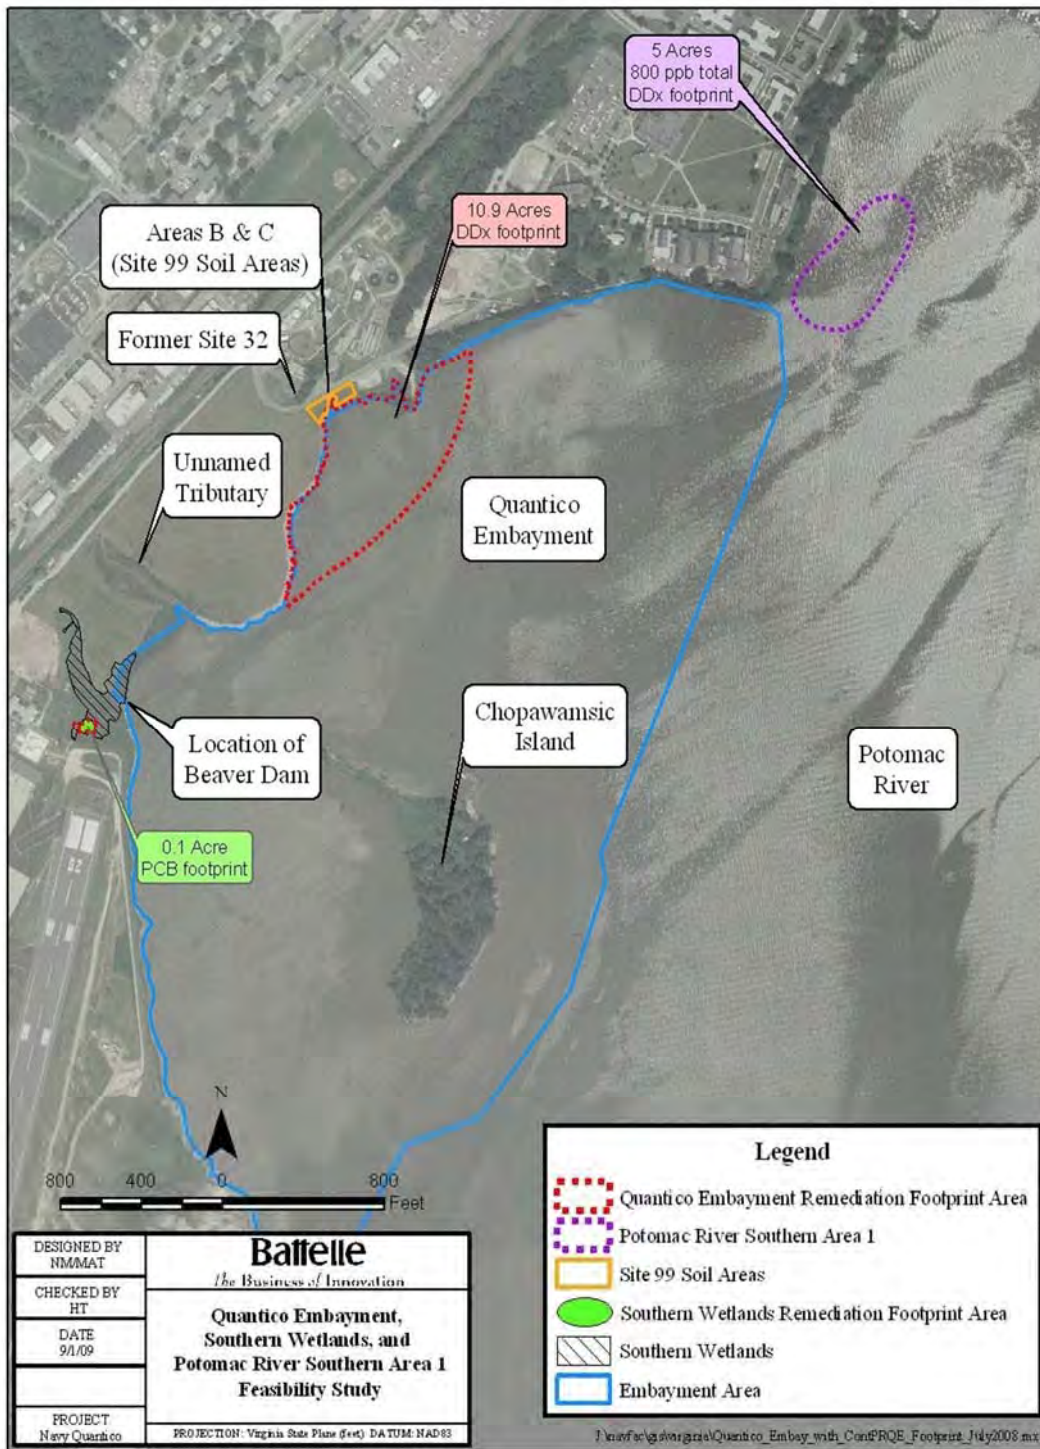 5 Acres
800 ppb total
DDx footprint
10.9 Acres
DDx footprint
Areas B & C
(Site 99 Soil Areas)
Former Site 32
Unnamed
Tributary
Quantico
Embayment
Chopawamsic
Island
Location of
Beaver Dam
Potomac
River
0.1 Acre
PCB footprint
02
N
800 400 0 800
Feet
Legend
Quantico Embayment Remediation Footprint Area
Potomac River Southern Area 1
Site 99 Soil Areas
Southern Wetlands Remediation Footprint Area
Southern Wetlands
Embayment Area
DESIGNED BY
NM/MAT
CHECKED BY
HT
DATE
9/1/09
PROJECT
Navy Quantico
Battelle
The Business of Innovation
Quantico Embayment,
Southern Wetlands, and
Potomac River Southern Area 1
Feasibility Study
PROJECTION: Virginia State Plane (feet) DATUM: NAD83